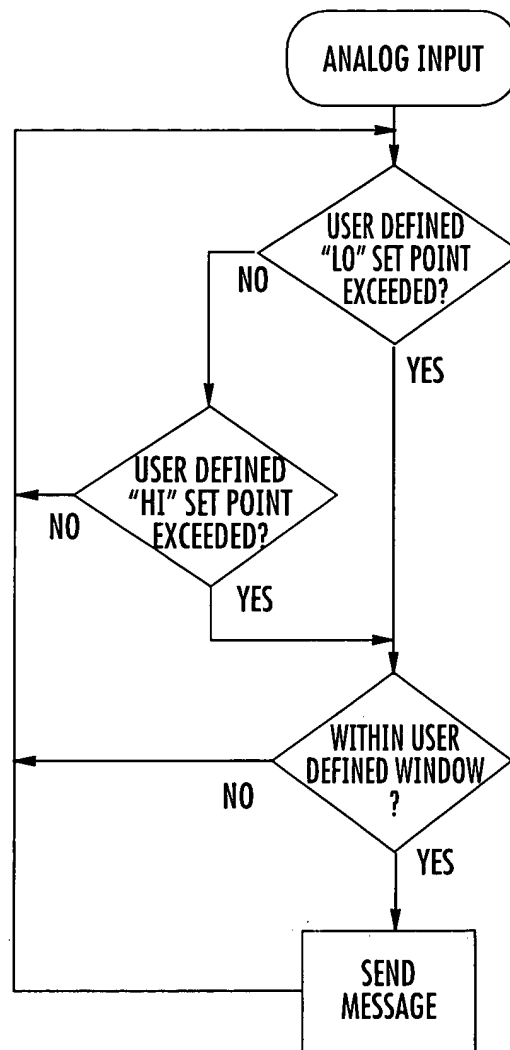 ANALOG INPUT
USER DEFINED
"LO" SET POINT
EXCEEDED?
NO
YES
USER DEFINED
"HI" SET POINT
EXCEEDED?
NO
YES
WITHIN USER
DEFINED WINDOW
?
NO
YES
SEND
MESSAGE